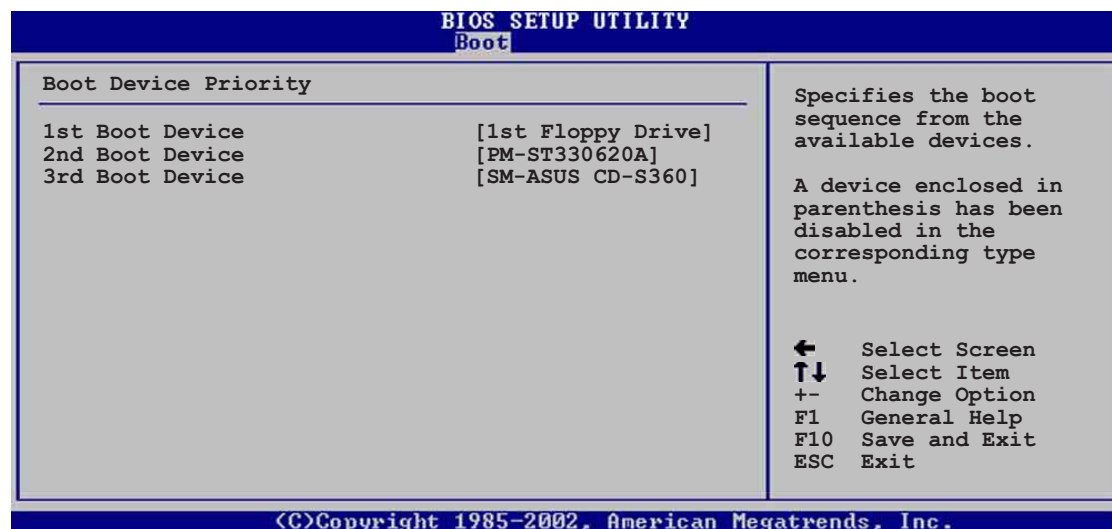 BIOS SETUP UTILITY
Boot
Boot Device Priority
1st Boot Device [1st Floppy Drive]
2nd Boot Device [PM-ST330620A]
3rd Boot Device [SM-ASUS CD-S360]
Specifies the boot
sequence from the
available devices.
A device enclosed in
parenthesis has been
disabled in the
corresponding type
menu.
← Select Screen
↑↓ Select Item
+- Change Option
F1 General Help
F10 Save and Exit
ESC Exit
(C)Copyright 1985-2002, American Megatrends, Inc.